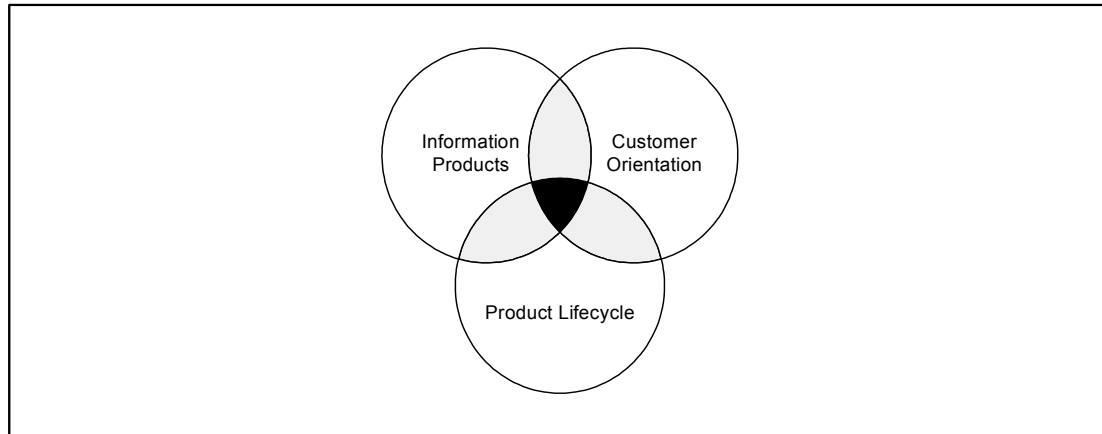 Information
Products
Customer
Orientation
Product Lifecycle